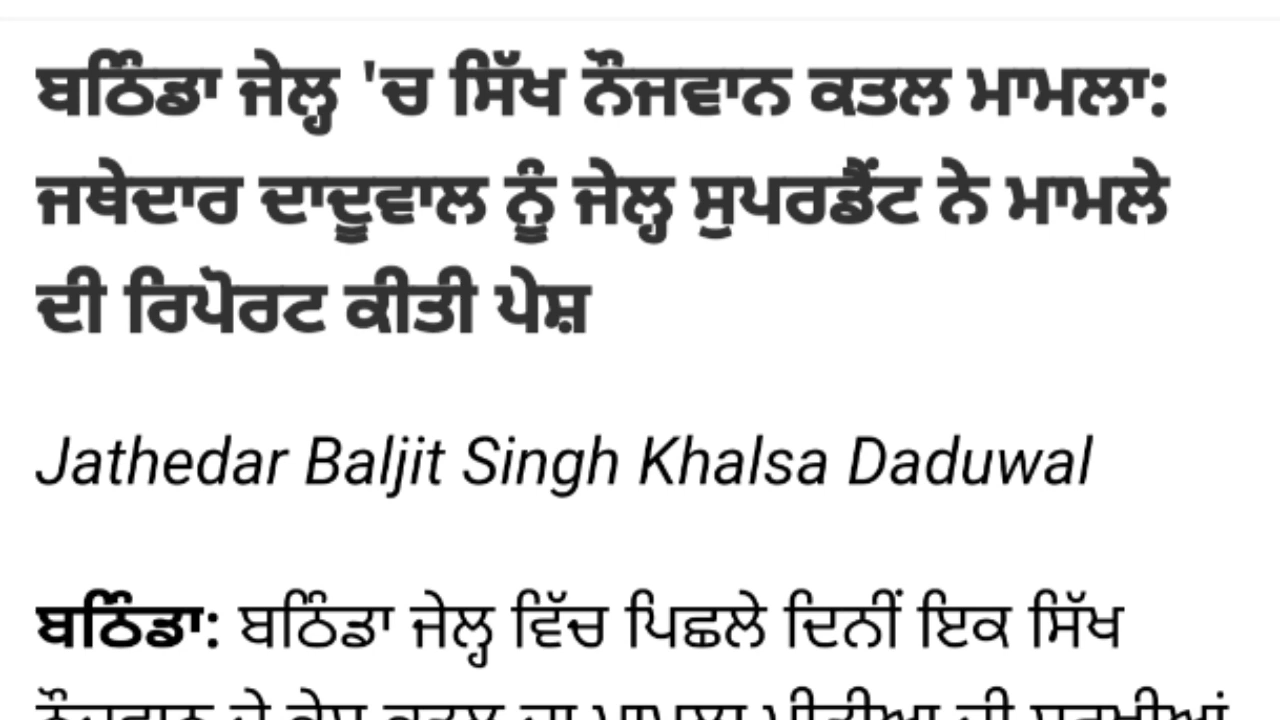 ਬਠਿੰਡਾ ਜੇਲ੍ਹ 'ਚ ਸਿੱਖ ਨੌਜਵਾਨ ਕਤਲ ਮਾਮਲਾ:
ਜਥੇਦਾਰ ਦਾਦੂਵਾਲ ਨੂੰ ਜੇਲ੍ਹ ਸੁਪਰਡੈਂਟ ਨੇ ਮਾਮਲੇ
ਦੀ ਰਿਪੋਰਟ ਕੀਤੀ ਪੇਸ਼
Jathedar Baljit Singh Khalsa Daduwal
ਬਠਿੰਡਾ: ਬਠਿੰਡਾ ਜੇਲ੍ਹ ਵਿੱਚ ਪਿਛਲੇ ਦਿਨੀਂ ਇਕ ਸਿੱਖ